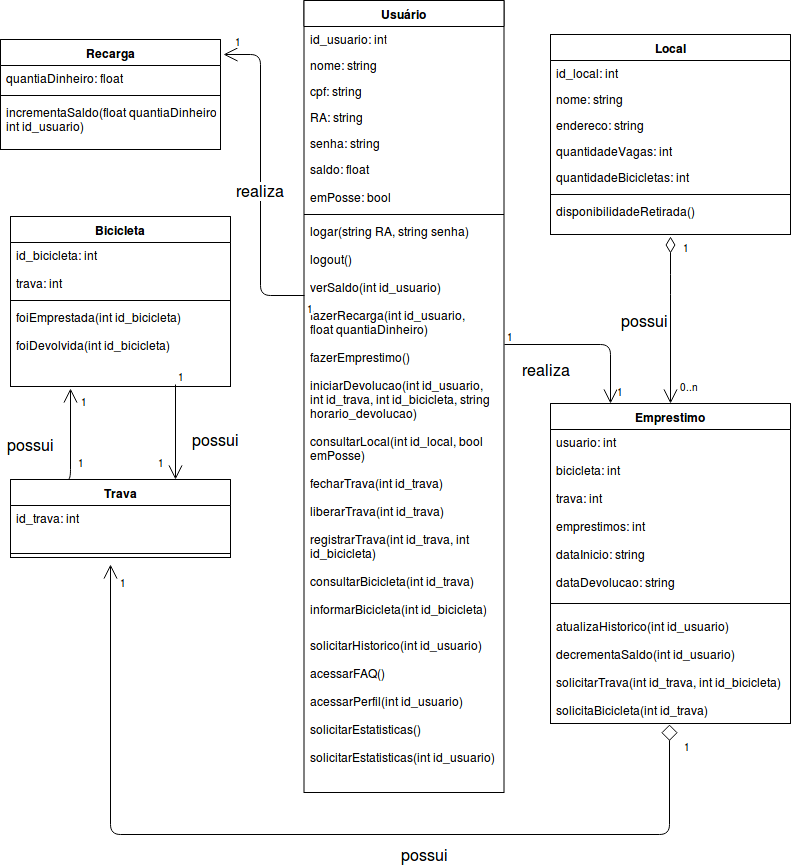 Recarga
quantiaDinheiro: float
incrementaSaldo(float quantiaDinheiro
int id_usuario)
1
realiza
1
Usuário
id_usuario: int
nome: string
cpf: string
RA: string
senha: string
saldo: float
emPosse: bool
logar(string RA, string senha)
logout()
verSaldo(int id_usuario)
fazerRecarga(int id_usuario,
float quantiaDinheiro)
fazerEmprestimo()
iniciarDevolucao(int id_usuario,
int id_trava, int id_bicicleta, string
horario_devolucao)
consultarLocal(int id_local, bool
emPosse)
fecharTrava(int id_trava)
liberarTrava(int id_trava)
registrarTrava(int id_trava, int
id_bicicleta)
consultarBicicleta(int id_trava)
informarBicicleta(int id_bicicleta)
solicitarHistorico(int id_usuario)
acessarFAQ()
acessarPerfil(int id_usuario)
solicitarEstatisticas()
solicitarEstatisticas(int id_usuario)
Local
id_local: int
nome: string
endereco: string
quantidadeVagas: int
quantidadeBicicletas: int
disponibilidadeRetirada()
1
possui
0..n
1
realiza
1
Bicicleta
id_bicicleta: int
trava: int
foiEmprestada(int id_bicicleta)
foiDevolvida(int id_bicicleta)
1
1
possui
possui
1
1
Trava
id_trava: int
1
Emprestimo
usuario: int
bicicleta: int
trava: int
emprestimos: int
dataInicio: string
dataDevolucao: string
atualizaHistorico(int id_usuario)
decrementaSaldo(int id_usuario)
solicitarTrava(int id_trava, int id_bicicleta)
solicitaBicicleta(int id_trava)
1
possui